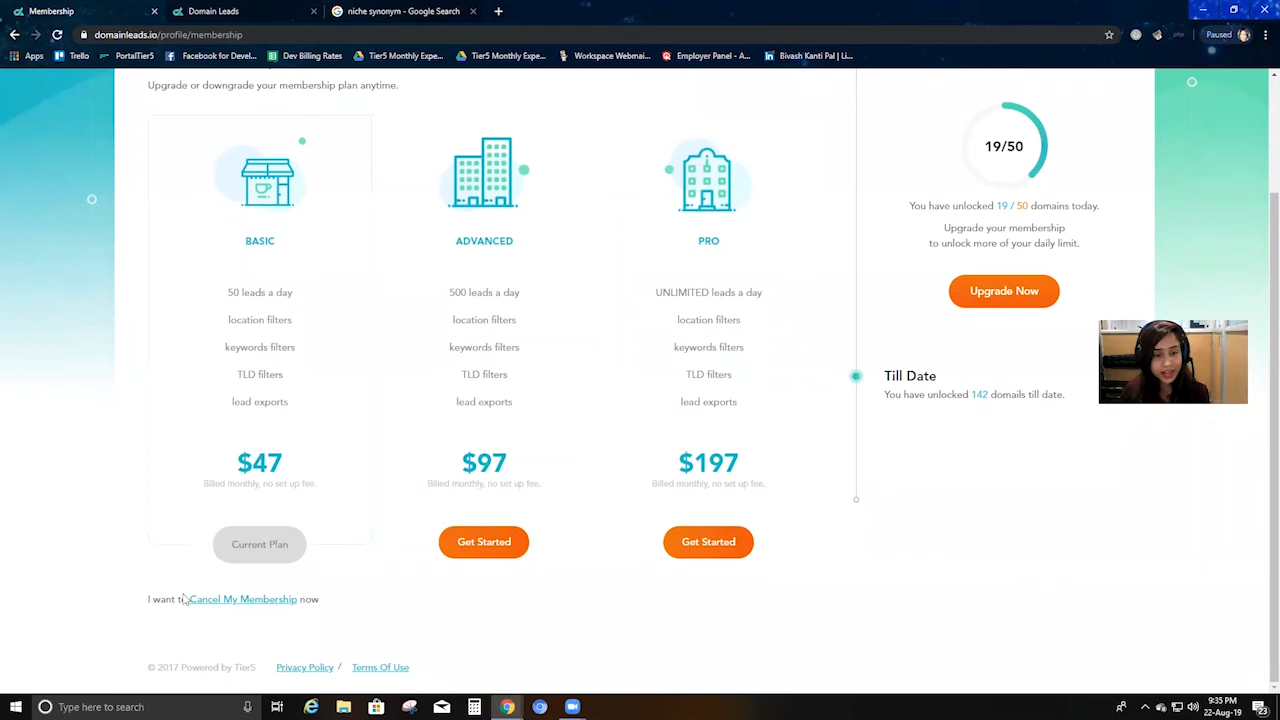 Membership
Domain Leads
niche synonym - Google Search
domainleads.io/profile/membership
Paused
Apps
Trello
PortalTier5
Facebook for Devel...
Dev Billing Rates
Tier5 Monthly Expe...
Tier5 Monthly Expe...
Workspace Webmai...
Employer Panel - A...
Bivash Kanti Pal | Li...
Upgrade or downgrade your membership plan anytime.
BASIC
50 leads a day
location filters
keywords filters
TLD filters
lead exports
$47
Billed monthly, no set up fee.
Current Plan
ADVANCED
500 leads a day
location filters
keywords filters
TLD filters
lead exports
$97
Billed monthly, no set up fee.
Get Started
PRO
UNLIMITED leads a day
location filters
keywords filters
TLD filters
lead exports
$197
Billed monthly, no set up fee.
Get Started
19/50
You have unlocked 19 / 50 domains today.
Upgrade your membership
to unlock more of your daily limit.
Upgrade Now
Till Date
You have unlocked 142 domails till date.
I want to Cancel My Membership now
© 2017 Powered by Tier5
Privacy Policy /
Terms Of Use
Type here to search
9:35 PM
22-Aug-19